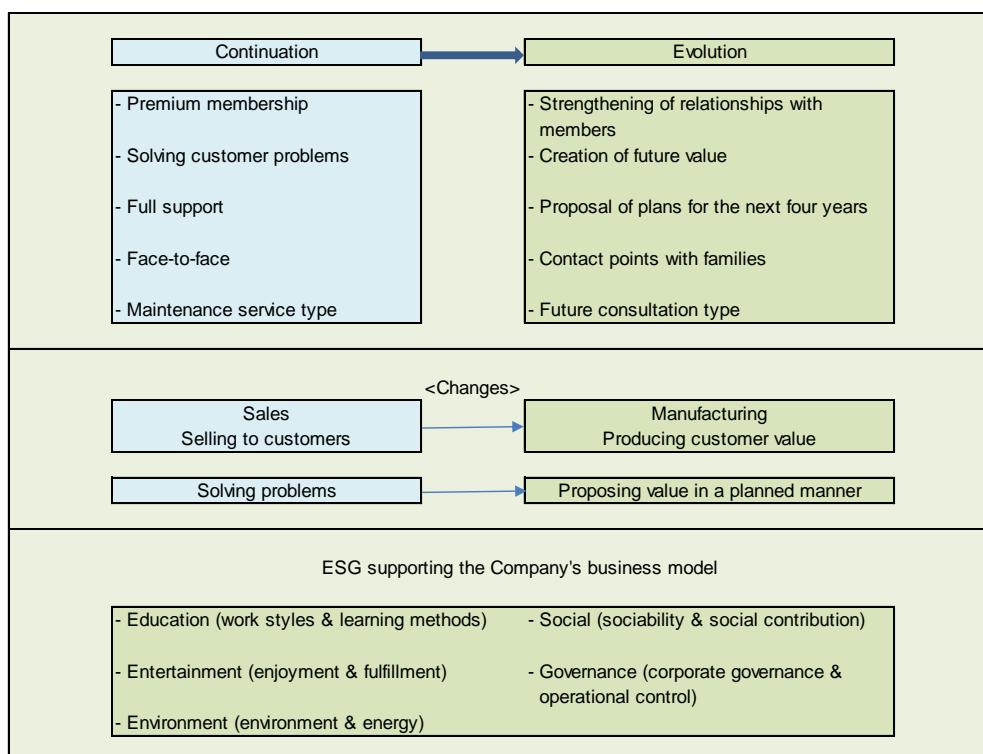 Continuation
Evolution
- Premium membership
- Solving customer problems
- Full support
- Face-to-face
- Maintenance service type
- Strengthening of relationships with
members
- Creation of future value
- Proposal of plans for the next four years
- Contact points with families
- Future consultation type
<Changes>
Sales
Selling to customers
Manufacturing
Producing customer value
Solving problems
Proposing value in a planned manner
ESG supporting the Company's business model
- Education (work styles & learning methods)
- Entertainment (enjoyment & fulfillment)
- Environment (environment & energy)
- Social (sociability & social contribution)
- Governance (corporate governance &
operational control)